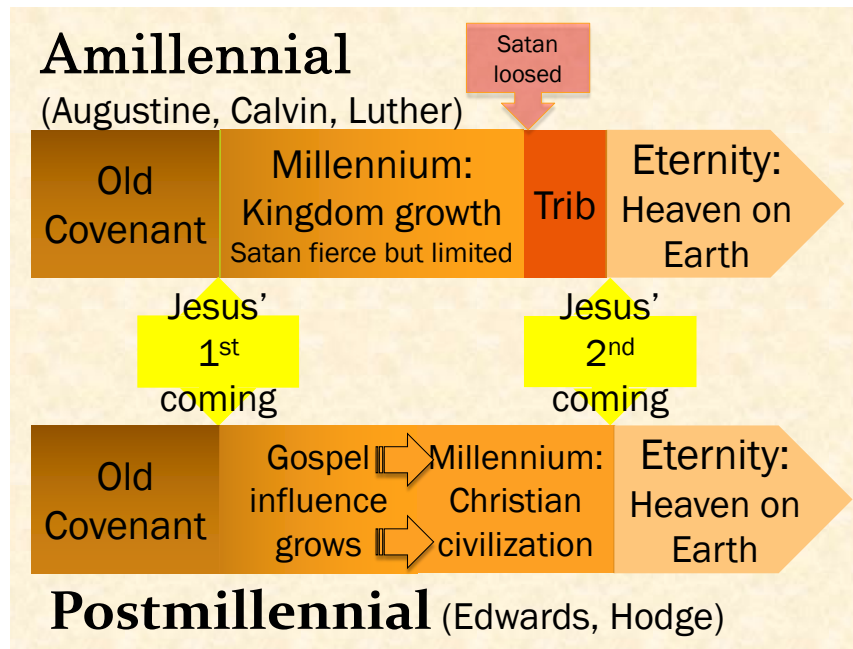 Amillennial
(Augustine, Calvin, Luther)
Satan
loosed
Old
Covenant
Millennium:
Kingdom growth
Satan fierce but limited
Trib
Eternity:
Heaven on
Earth
Jesus’
1st
coming
Jesus’
2nd
coming
Old
Covenant
Gospel
influence
grows
Millennium:
Christian
civilization
Eternity:
Heaven on
Earth
Postmillennial (Edwards, Hodge)